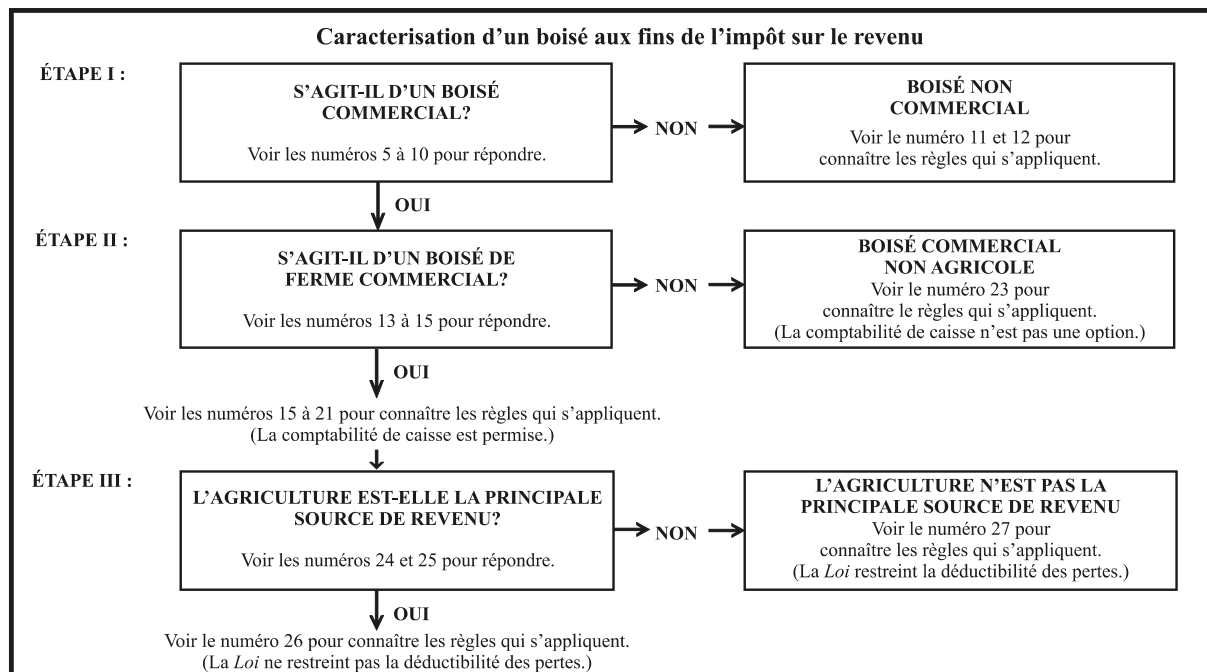 Caracterisation d’un boisé aux fins de l’impôt sur le revenu
ÉTAPE I :
S’AGIT-IL D’UN BOISÉ
COMMERCIAL?
Voir les numéros 5 à 10 pour répondre.
NON
BOISÉ NON
COMMERCIAL
Voir le numéro 11 et 12 pour
connaître les règles qui s’appliquent.
OUI
ÉTAPE II :
S’AGIT-IL D’UN BOISÉ DE
FERME COMMERCIAL?
Voir les numéros 13 à 15 pour répondre.
NON
BOISÉ COMMERCIAL
NON AGRICOLE
Voir le numéro 23 pour
connaître le règles qui s’appliquent.
(La comptabilité de caisse n’est pas une option.)
OUI
Voir les numéros 15 à 21 pour connaître les règles qui s’appliquent.
(La comptabilité de caisse est permise.)
ÉTAPE III :
L’AGRICULTURE EST-ELLE LA PRINCIPALE
SOURCE DE REVENU?
Voir les numéros 24 et 25 pour répondre.
NON
L’AGRICULTURE N’EST PAS LA
PRINCIPALE SOURCE DE REVENU
Voir le numéro 27 pour
connaître les règles qui s’appliquent.
(La Loi restreint la déductibilité des pertes.)
OUI
Voir le numéro 26 pour connaître les règles qui s’appliquent.
(La Loi ne restreint pas la déductibilité des pertes.)